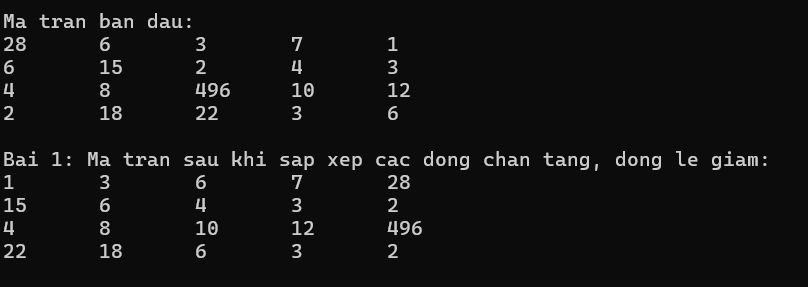 Ma tran ban dau:
28 6 3 7 1
6 15 2 4 3
4 8 496 10 12
2 18 22 3 6
Bai 1: Ma tran sau khi sap xep cac dong chan tang, dong le giam:
1 3 6 7 28
15 6 4 3 2
4 8 10 12 496
22 18 6 3 2